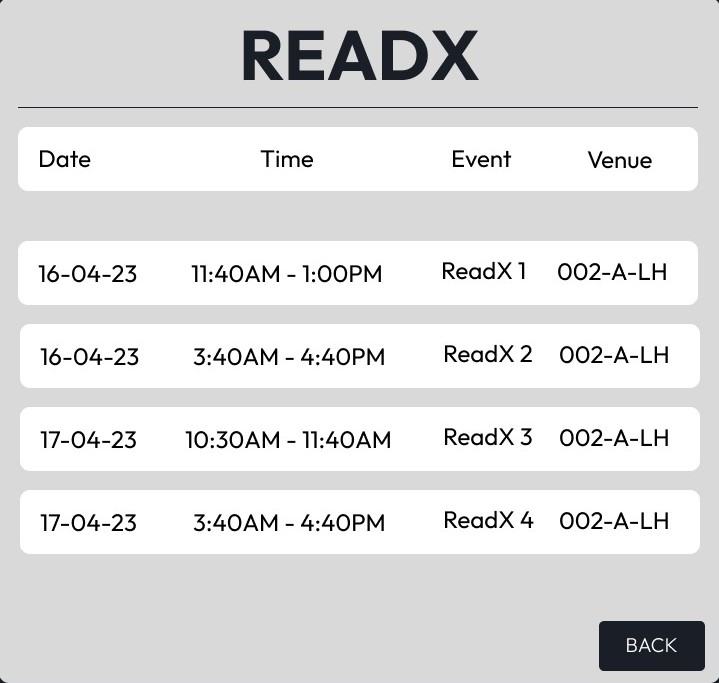 READX
Date Time Event Venue
16-04-23 11:40AM - 1:00PM ReadX 1 002-A-LH
16-04-23 3:40AM - 4:40PM ReadX 2 002-A-LH
17-04-23 10:30AM - 11:40AM ReadX 3 002-A-LH
17-04-23 3:40AM - 4:40PM ReadX 4 002-A-LH
BACK